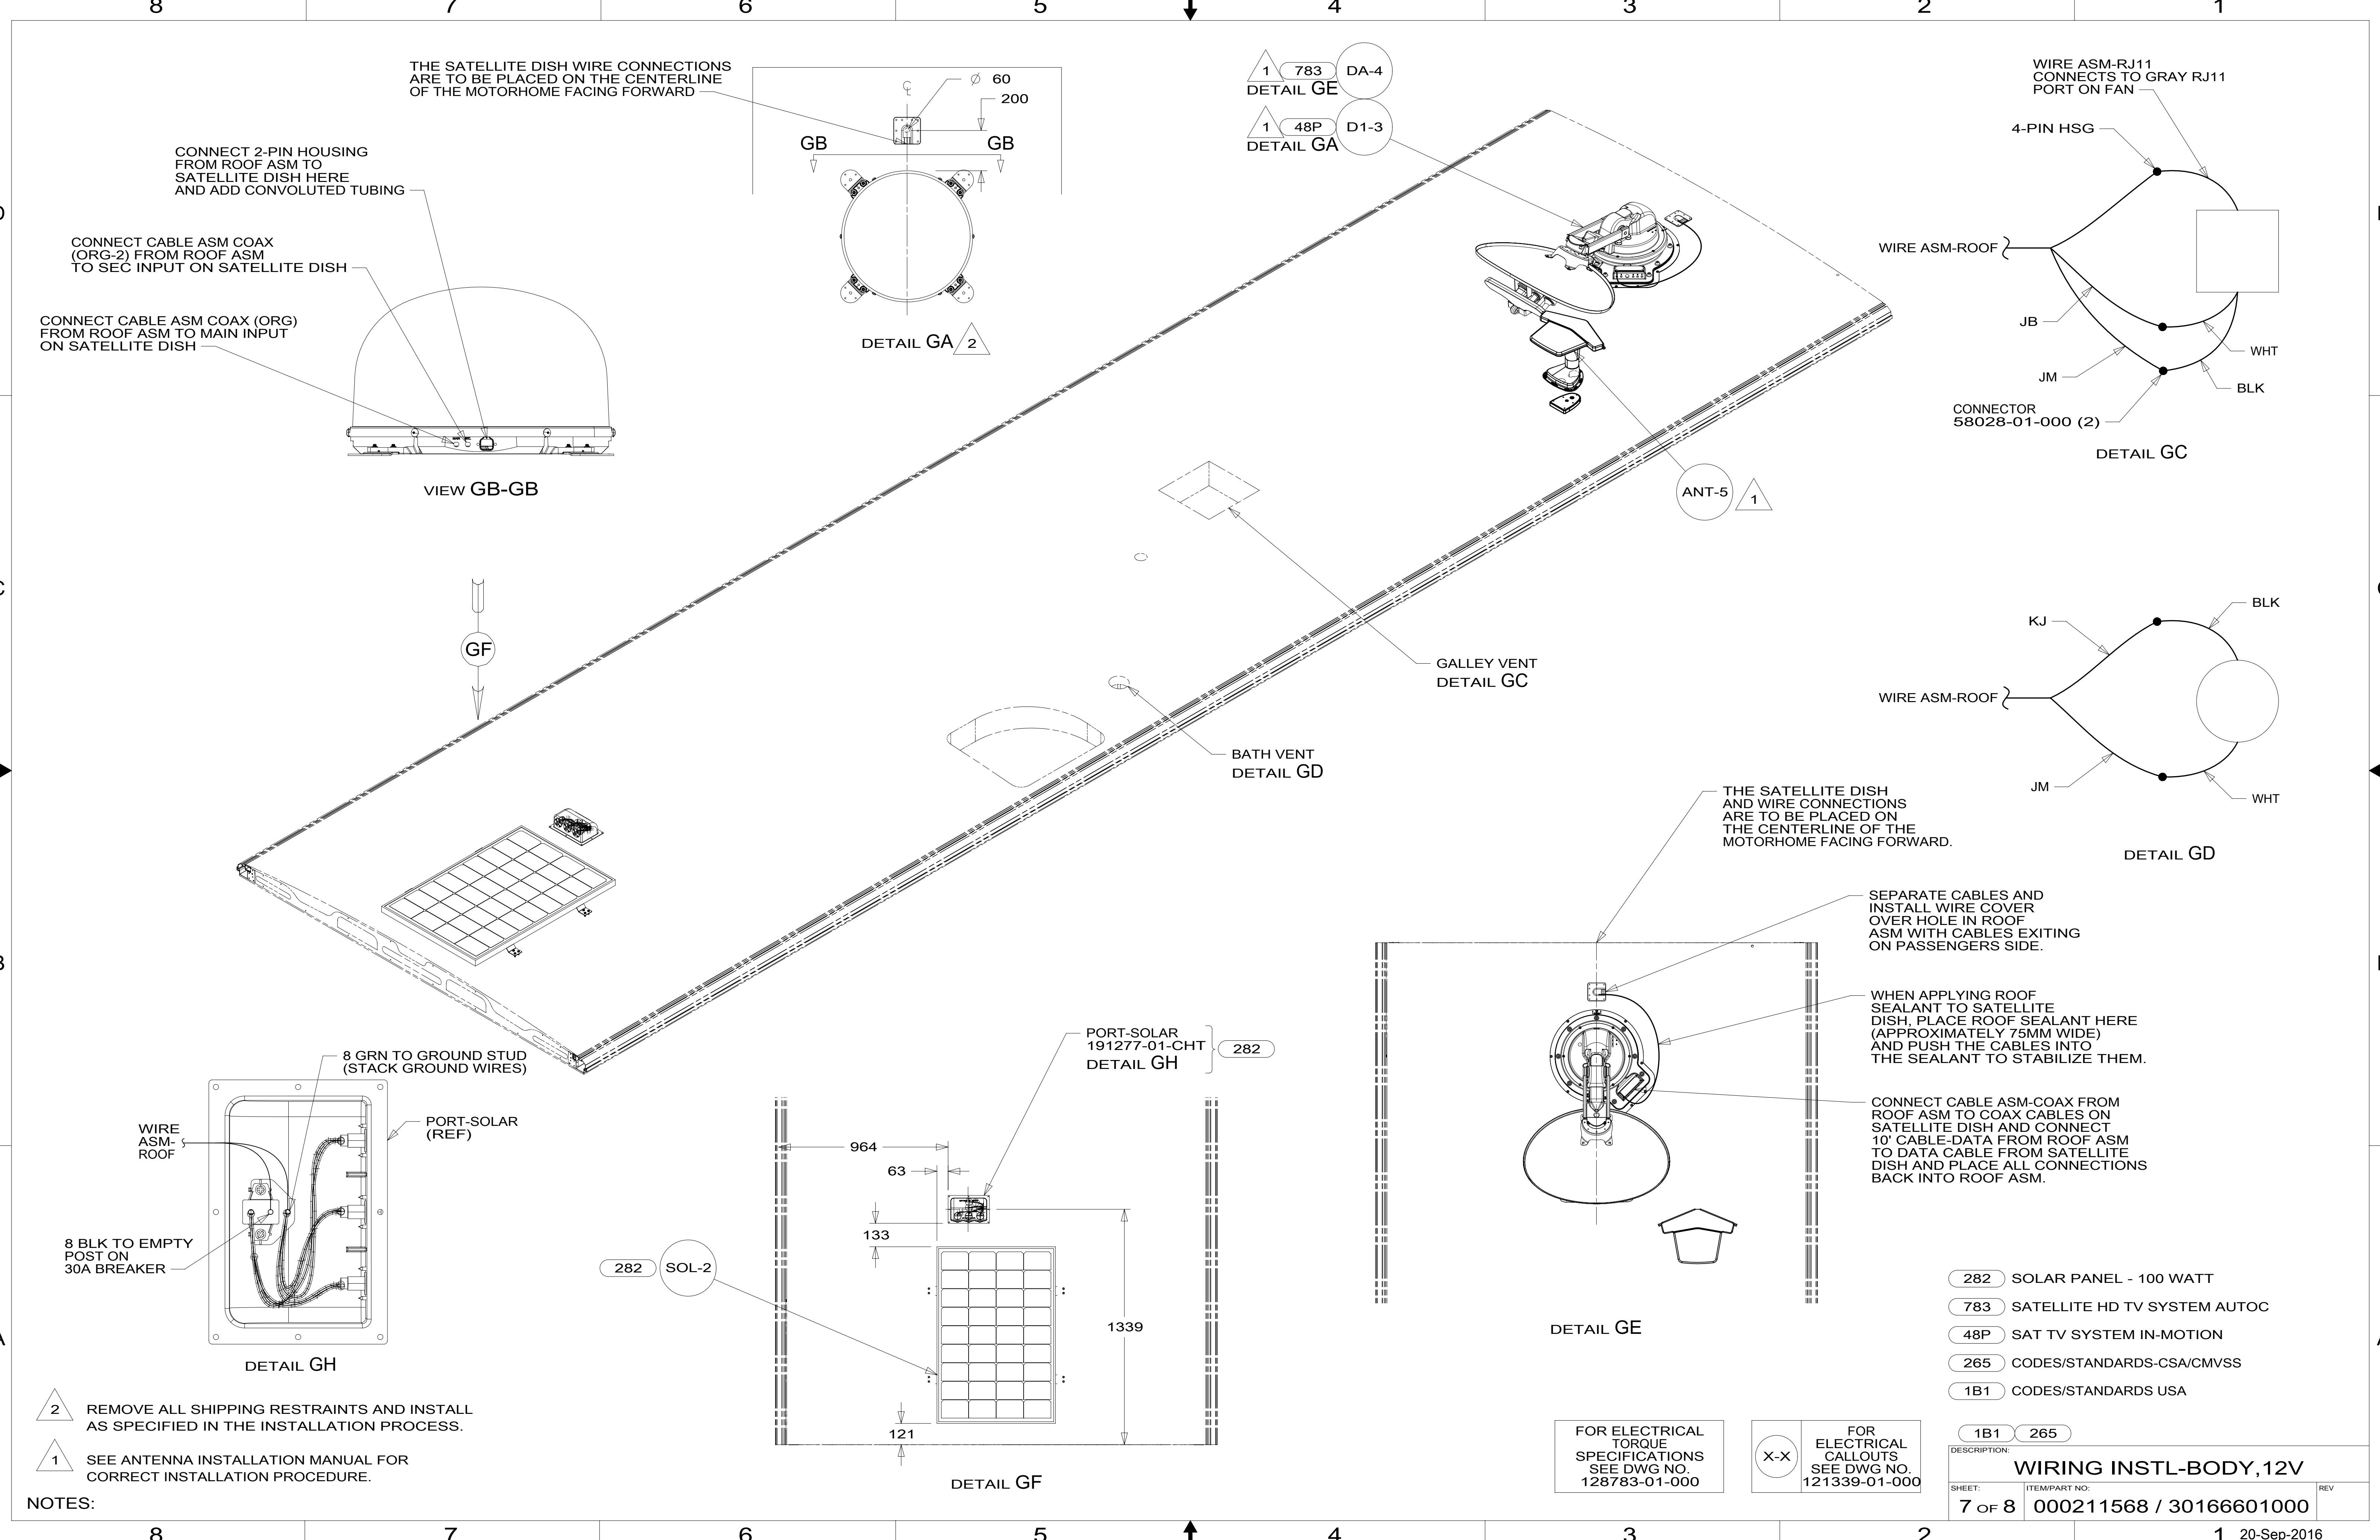 8 7 6 5 4 3 2 1
THE SATELLITE DISH WIRE CONNECTIONS
ARE TO BE PLACED ON THE CENTERLINE
OF THE MOTORHOME FACING FORWARD
Ø 60
200
GB GB
DETAIL GA 2
CONNECT 2-PIN HOUSING
FROM ROOF ASM TO
SATELLITE DISH HERE
AND ADD CONVOLUTED TUBING
CONNECT CABLE ASM COAX
(ORG-2) FROM ROOF ASM
TO SEC INPUT ON SATELLITE DISH
CONNECT CABLE ASM COAX (ORG)
FROM ROOF ASM TO MAIN INPUT
ON SATELLITE DISH
VIEW GB-GB
1 783 DA-4
DETAIL GE
1 48P D1-3
DETAIL GA
ANT-5 1
WIRE ASM-RJ11
CONNECTS TO GRAY RJ11
PORT ON FAN
4-PIN HSG
WIRE ASM-ROOF
JB
WHT
JM
BLK
CONNECTOR
58028-01-000 (2)
DETAIL GC
GF
GALLEY VENT
DETAIL GC
BATH VENT
DETAIL GD
BLK
KJ
WIRE ASM-ROOF
JM
WHT
DETAIL GD
THE SATELLITE DISH
AND WIRE CONNECTIONS
ARE TO BE PLACED ON
THE CENTERLINE OF THE
MOTORHOME FACING FORWARD.
SEPARATE CABLES AND
INSTALL WIRE COVER
OVER HOLE IN ROOF
ASM WITH CABLES EXITING
ON PASSENGERS SIDE.
WHEN APPLYING ROOF
SEALANT TO SATELLITE
DISH, PLACE ROOF SEALANT HERE
(APPROXIMATELY 75MM WIDE)
AND PUSH THE CABLES INTO
THE SEALANT TO STABILIZE THEM.
CONNECT CABLE ASM-COAX FROM
ROOF ASM TO COAX CABLES ON
SATELLITE DISH AND CONNECT
10' CABLE-DATA FROM ROOF ASM
TO DATA CABLE FROM SATELLITE
DISH AND PLACE ALL CONNECTIONS
BACK INTO ROOF ASM.
DETAIL GE
8 GRN TO GROUND STUD
(STACK GROUND WIRES)
WIRE
ASM-
ROOF
PORT-SOLAR
(REF)
8 BLK TO EMPTY
POST ON
30A BREAKER
DETAIL GH
PORT-SOLAR
191277-01-CHT
DETAIL GH
282
964
63
133
282 SOL-2
1339
121
DETAIL GF
282 SOLAR PANEL - 100 WATT
783 SATELLITE HD TV SYSTEM AUTOC
48P SAT TV SYSTEM IN-MOTION
265 CODES/STANDARDS-CSA/CMVSS
1B1 CODES/STANDARDS USA
2 REMOVE ALL SHIPPING RESTRAINTS AND INSTALL
AS SPECIFIED IN THE INSTALLATION PROCESS.
1 SEE ANTENNA INSTALLATION MANUAL FOR
CORRECT INSTALLATION PROCEDURE.
NOTES:
FOR ELECTRICAL
TORQUE
SPECIFICATIONS
SEE DWG NO.
128783-01-000
X-X
FOR
ELECTRICAL
CALLOUTS
SEE DWG NO.
121339-01-000
1B1 265
DESCRIPTION:
WIRING INSTL-BODY,12V
SHEET:
7 OF 8
ITEM/PART NO:
000211568 / 30166601000
REV
8 7 6 5 4 3 2 1
20-Sep-2016